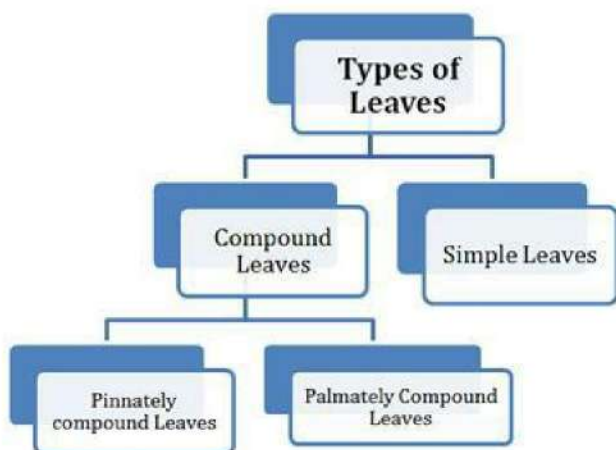 Types of
Leaves
Compound
Leaves
Simple Leaves
Pinnately
compound Leaves
Palmately Compound
Leaves